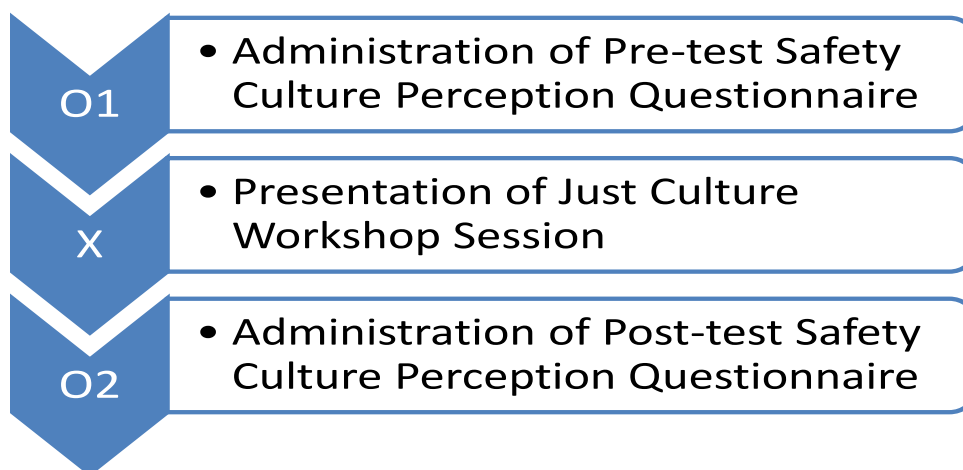 O1
• Administration of Pre-test Safety
Culture Perception Questionnaire
X
• Presentation of Just Culture
Workshop Session
O2
• Administration of Post-test Safety
Culture Perception Questionnaire